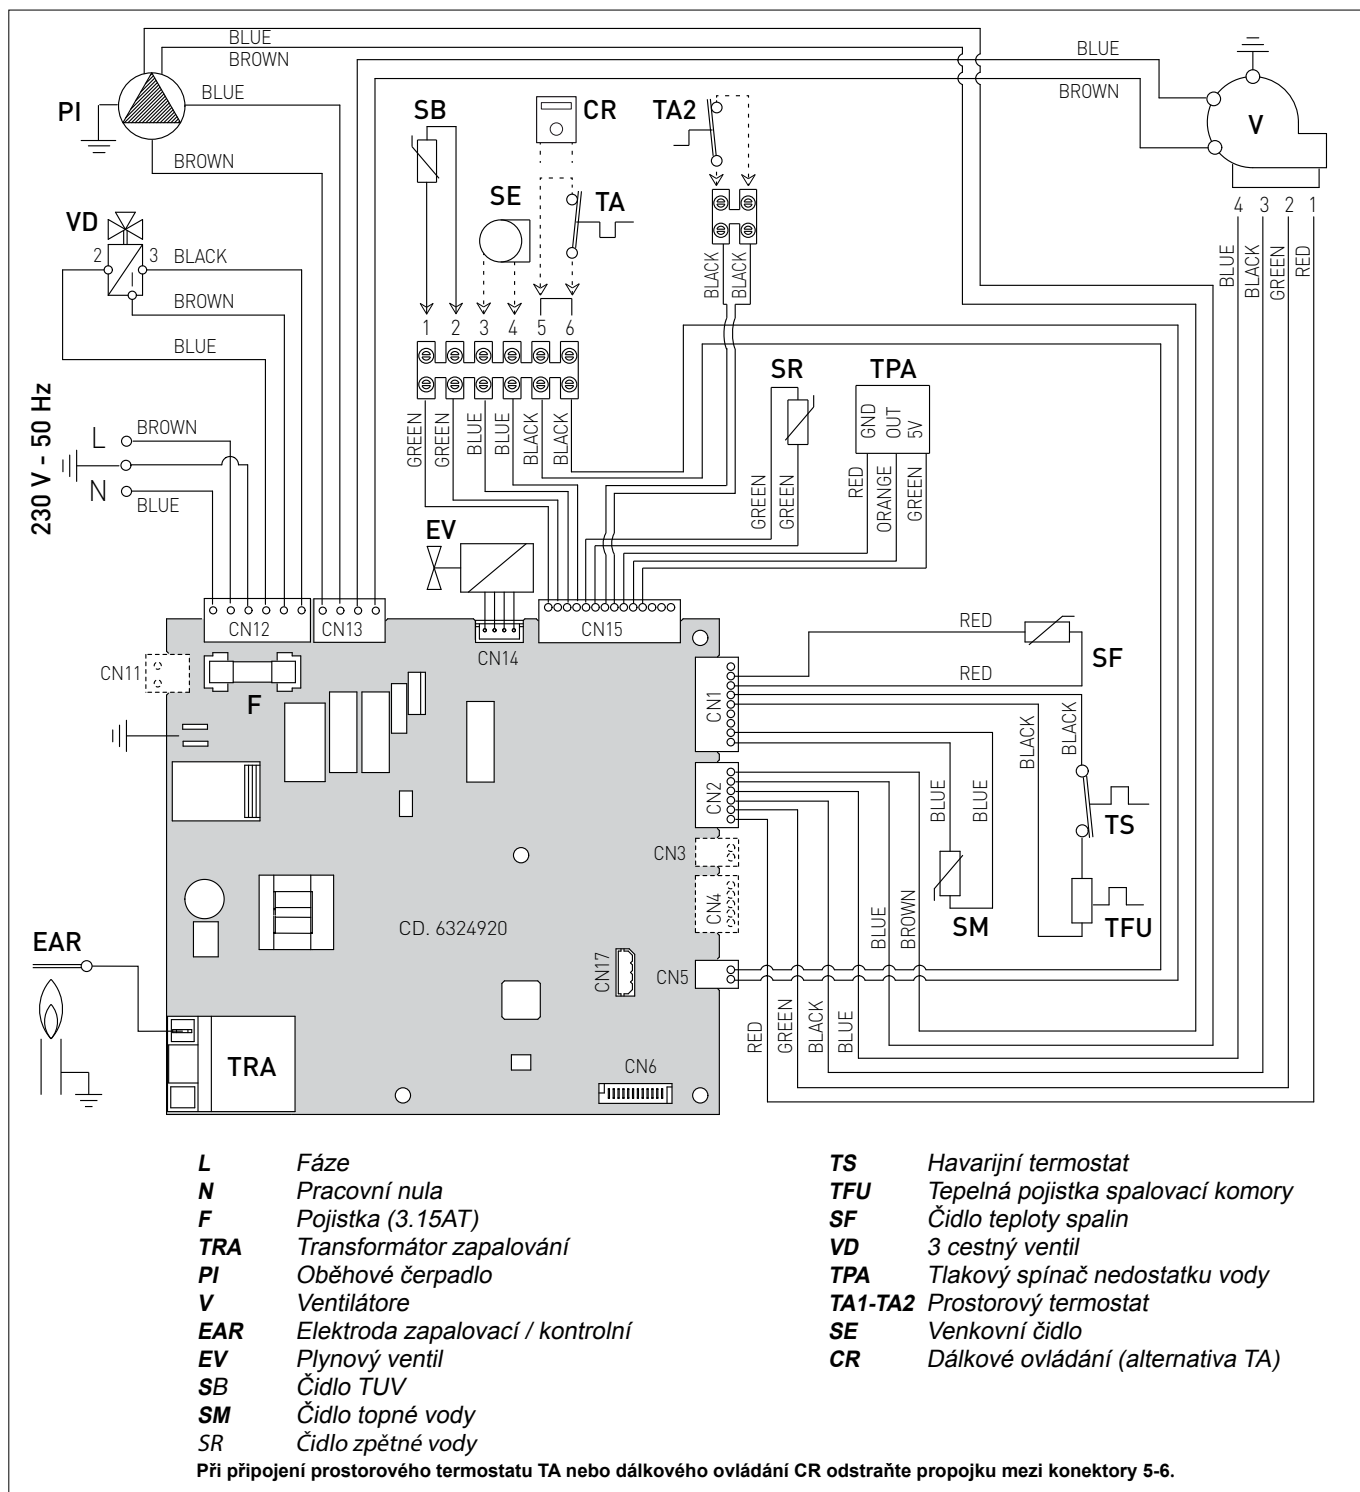 BLUE
BROWN
BLUE
BROWN
PI
BLUE
BROWN
SB
CR
TA2
V
SE
TA
VD
2
3
BLACK
BROWN
BLUE
4
3
2
1
BLUE
BLACK
GREEN
RED
BLACK
BLACK
1
2
3
4
5
6
GREEN
GREEN
BLUE
BLUE
BLACK
BLACK
SR
TPA
GND
OUT
5V
GREEN
GREEN
RED
ORANGE
GREEN
230 V - 50 Hz
L
BROWN
N
BLUE
EV
CN12
CN13
CN14
CN15
CN11
F
RED
SF
RED
CN1
BLACK
BLACK
CN2
BLUE
BLUE
TS
CN3
CN4
SM
TFU
BLUE
BROWN
CD. 6324920
EAR
CN17
CN5
RED
GREEN
BLACK
BLUE
TRA
CN6
L Fáze
N Pracovní nula
F Pojistka (3.15AT)
TRA Transformátor zapalování
PI Oběhové čerpadlo
V Ventilátore
EAR Elektroda zapalovací / kontrolní
EV Plynový ventil
SB Čidlo TUV
SM Čidlo topné vody
SR Čidlo zpětné vody
TS Havarijní termostat
TFU Tepelná pojistka spalovací komory
SF Čidlo teploty spalin
VD 3 cestný ventil
TPA Tlakový spínač nedostatku vody
TA1-TA2 Prostorový termostat
SE Venkovní čidlo
CR Dálkové ovládání (alternativa TA)
Při připojení prostorového termostatu TA nebo dálkového ovládání CR odstraňte propojku mezi konektory 5-6.